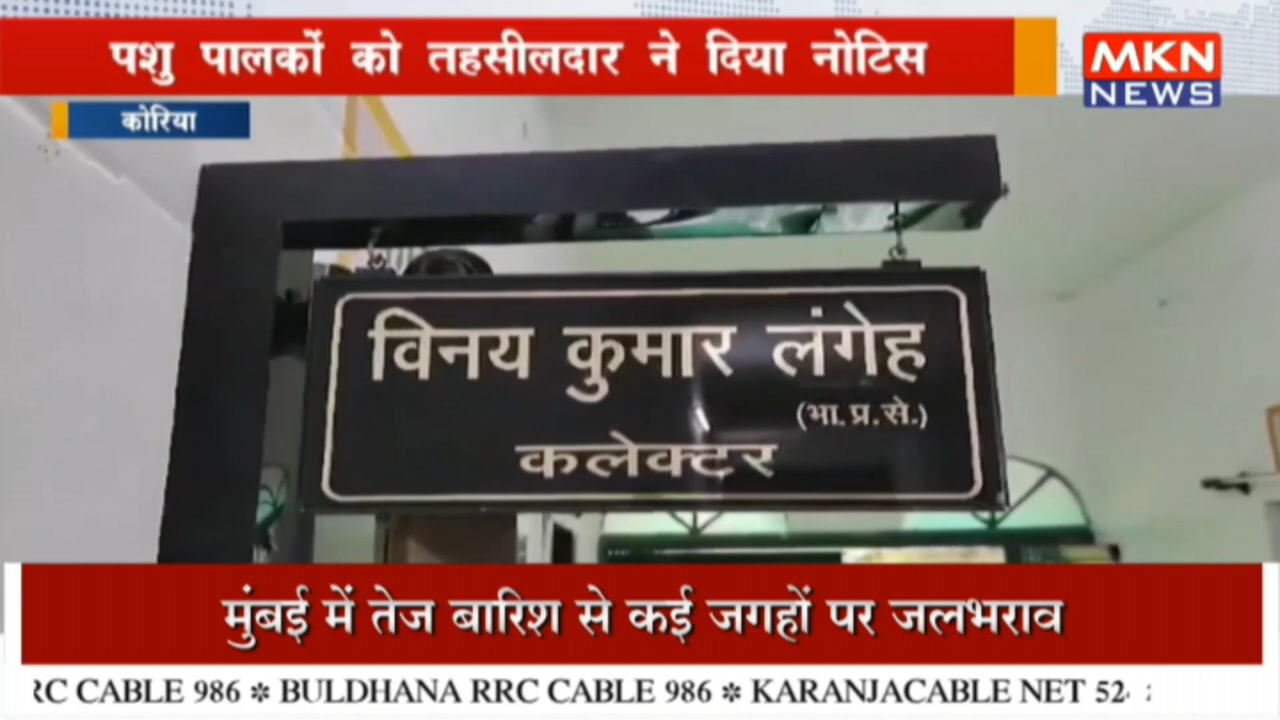 पशु पालकों को तहसीलदार ने दिया नोटिस
MKN
NEWS
कोरिया
विनय कुमार लंगेह
(भा. प्र. से.)
कलेक्टर
मुंबई में तेज बारिश से कई जगहों पर जलभराव
CABLE 986 * BULDHANA RRC CABLE 986 * KARANJACABLE NET